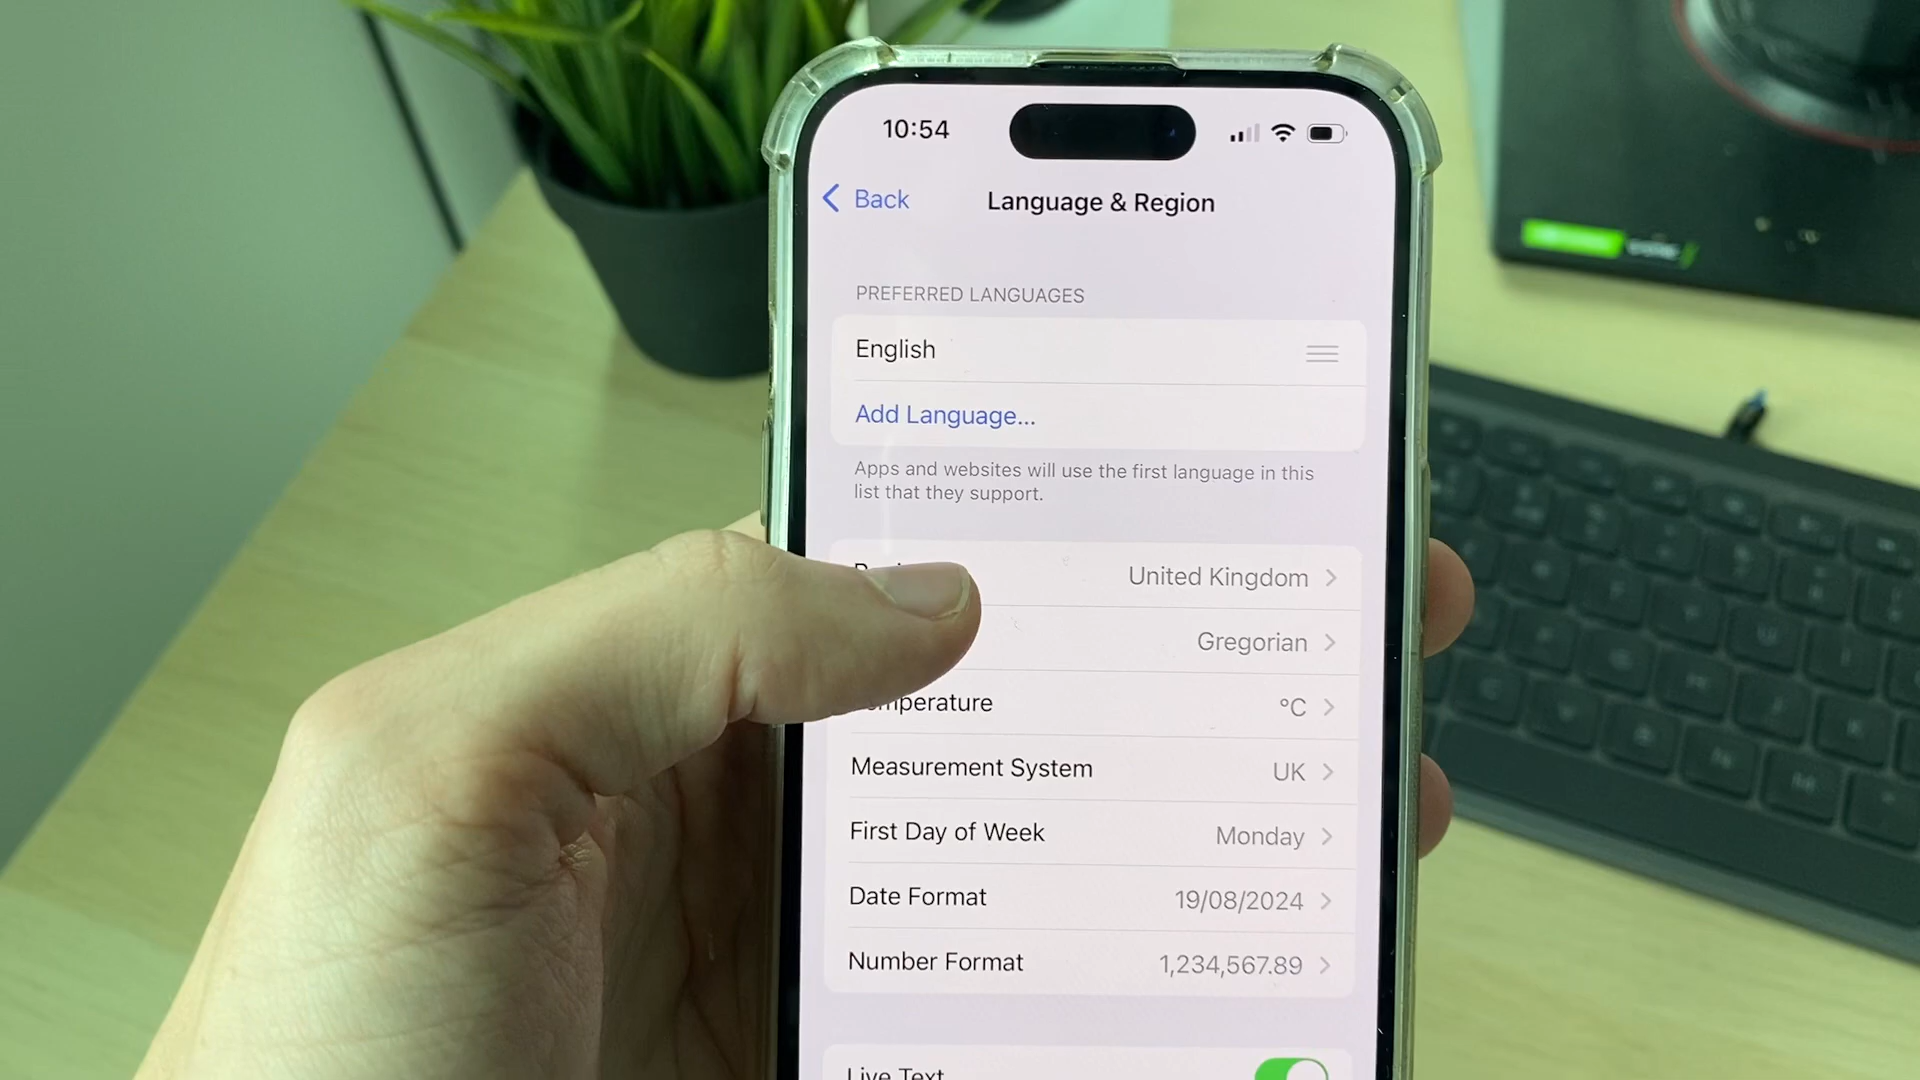 10:54
Back
Language & Region
PREFERRED LANGUAGES
English
Add Language...
Apps and websites will use the first language in this
list that they support.
United Kingdom
Gregorian
Measurement System UK
First Day of Week Monday
Date Format 19/08/2024
Number Format 1,234,567.89
°C
Live Text